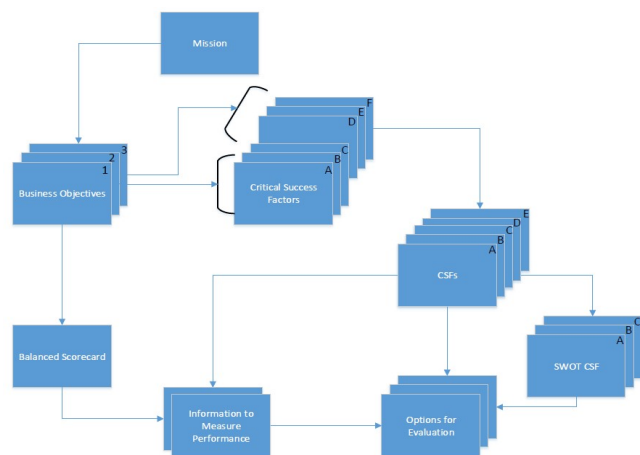 Mission
3
2
1
Business Objectives
F
E
D
C
B
A
Critical Success
Factors
E
D
C
B
A
CSFs
C
B
A
SWOT CSF
Balanced Scorecard
Information to
Measure
Performance
Options for
Evaluation